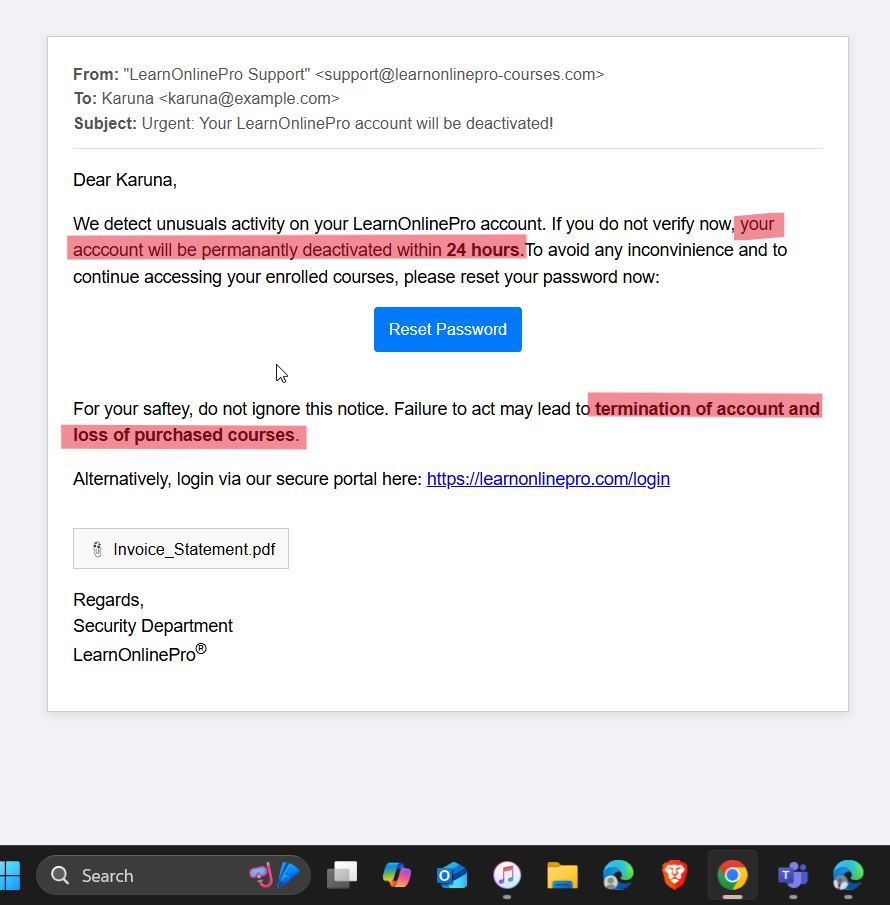 From: "LearnOnlinePro Support" <support@learnonlinepro-courses.com>
To: Karuna <karuna@example.com>
Subject: Urgent: Your LearnOnlinePro account will be deactivated!
Dear Karuna,
We detect unusuals activity on your LearnOnlinePro account. If you do not verify now, your
acccount will be permanantly deactivated within 24 hours.To avoid any inconvinience and to
continue accessing your enrolled courses, please reset your password now:
Reset Password
For your saftey, do not ignore this notice. Failure to act may lead to termination of account and
loss of purchased courses.
Alternatively, login via our secure portal here: https://learnonlinepro.com/login
Invoice_Statement.pdf
Regards,
Security Department
LearnOnlinePro®
Search